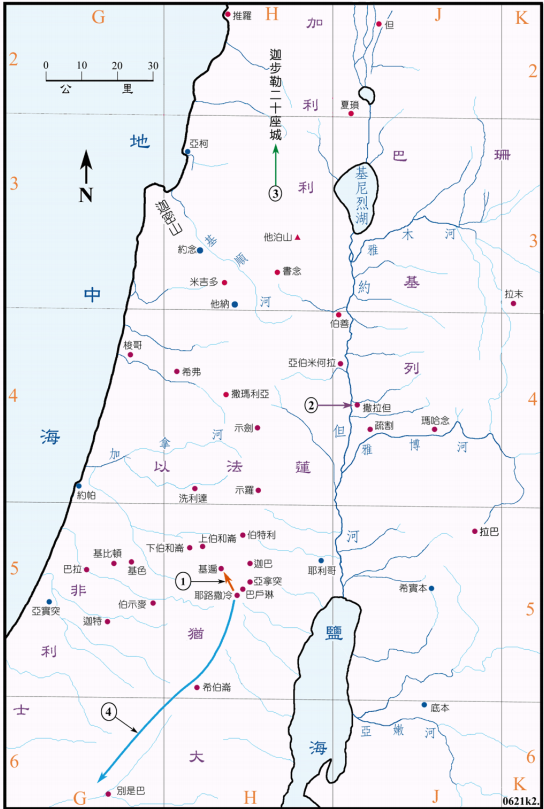 G
H
J
K
推羅
加
但
2
2
0 10 20 30
公里
迦步勒二十座城
利
夏瑣
地
亞柯
巴
珊
N
3
③
利
基尼烈湖
3
迦密山
約念
基順河
他泊山
雅木河
米吉多
書念
約
基
中
他納
拉末
伯善
梭哥
希弗
亞伯米何拉
列
4
撒瑪利亞
②
撒拉但
4
示劍
但
疏割
瑪哈念
海
加拿河
雅博河
以法蓮
約帕
洗利達
示羅
伯特利
河
拉巴
下伯和崙
上伯和崙
基比頓
基色
巴拉
基遍
迦巴
耶利哥
5
①
亞拿突
5
非
耶路撒冷
巴戶琳
希實本
亞實突
伯示麥
迦特
利
猶
鹽
希伯崙
士
④
底本
大
海
亞嫩河
6
6
別是巴
G
H
J
K
0621k2.